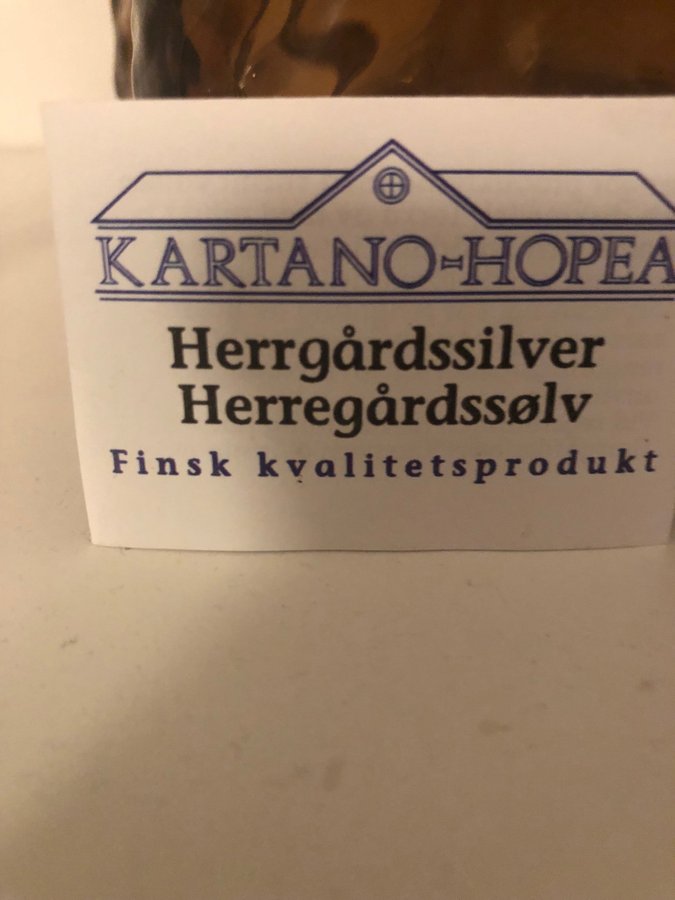 KARTANO-HOPEA
Herrgårdssilver
Herregårdssølv
Finsk kvalitetsprodukt